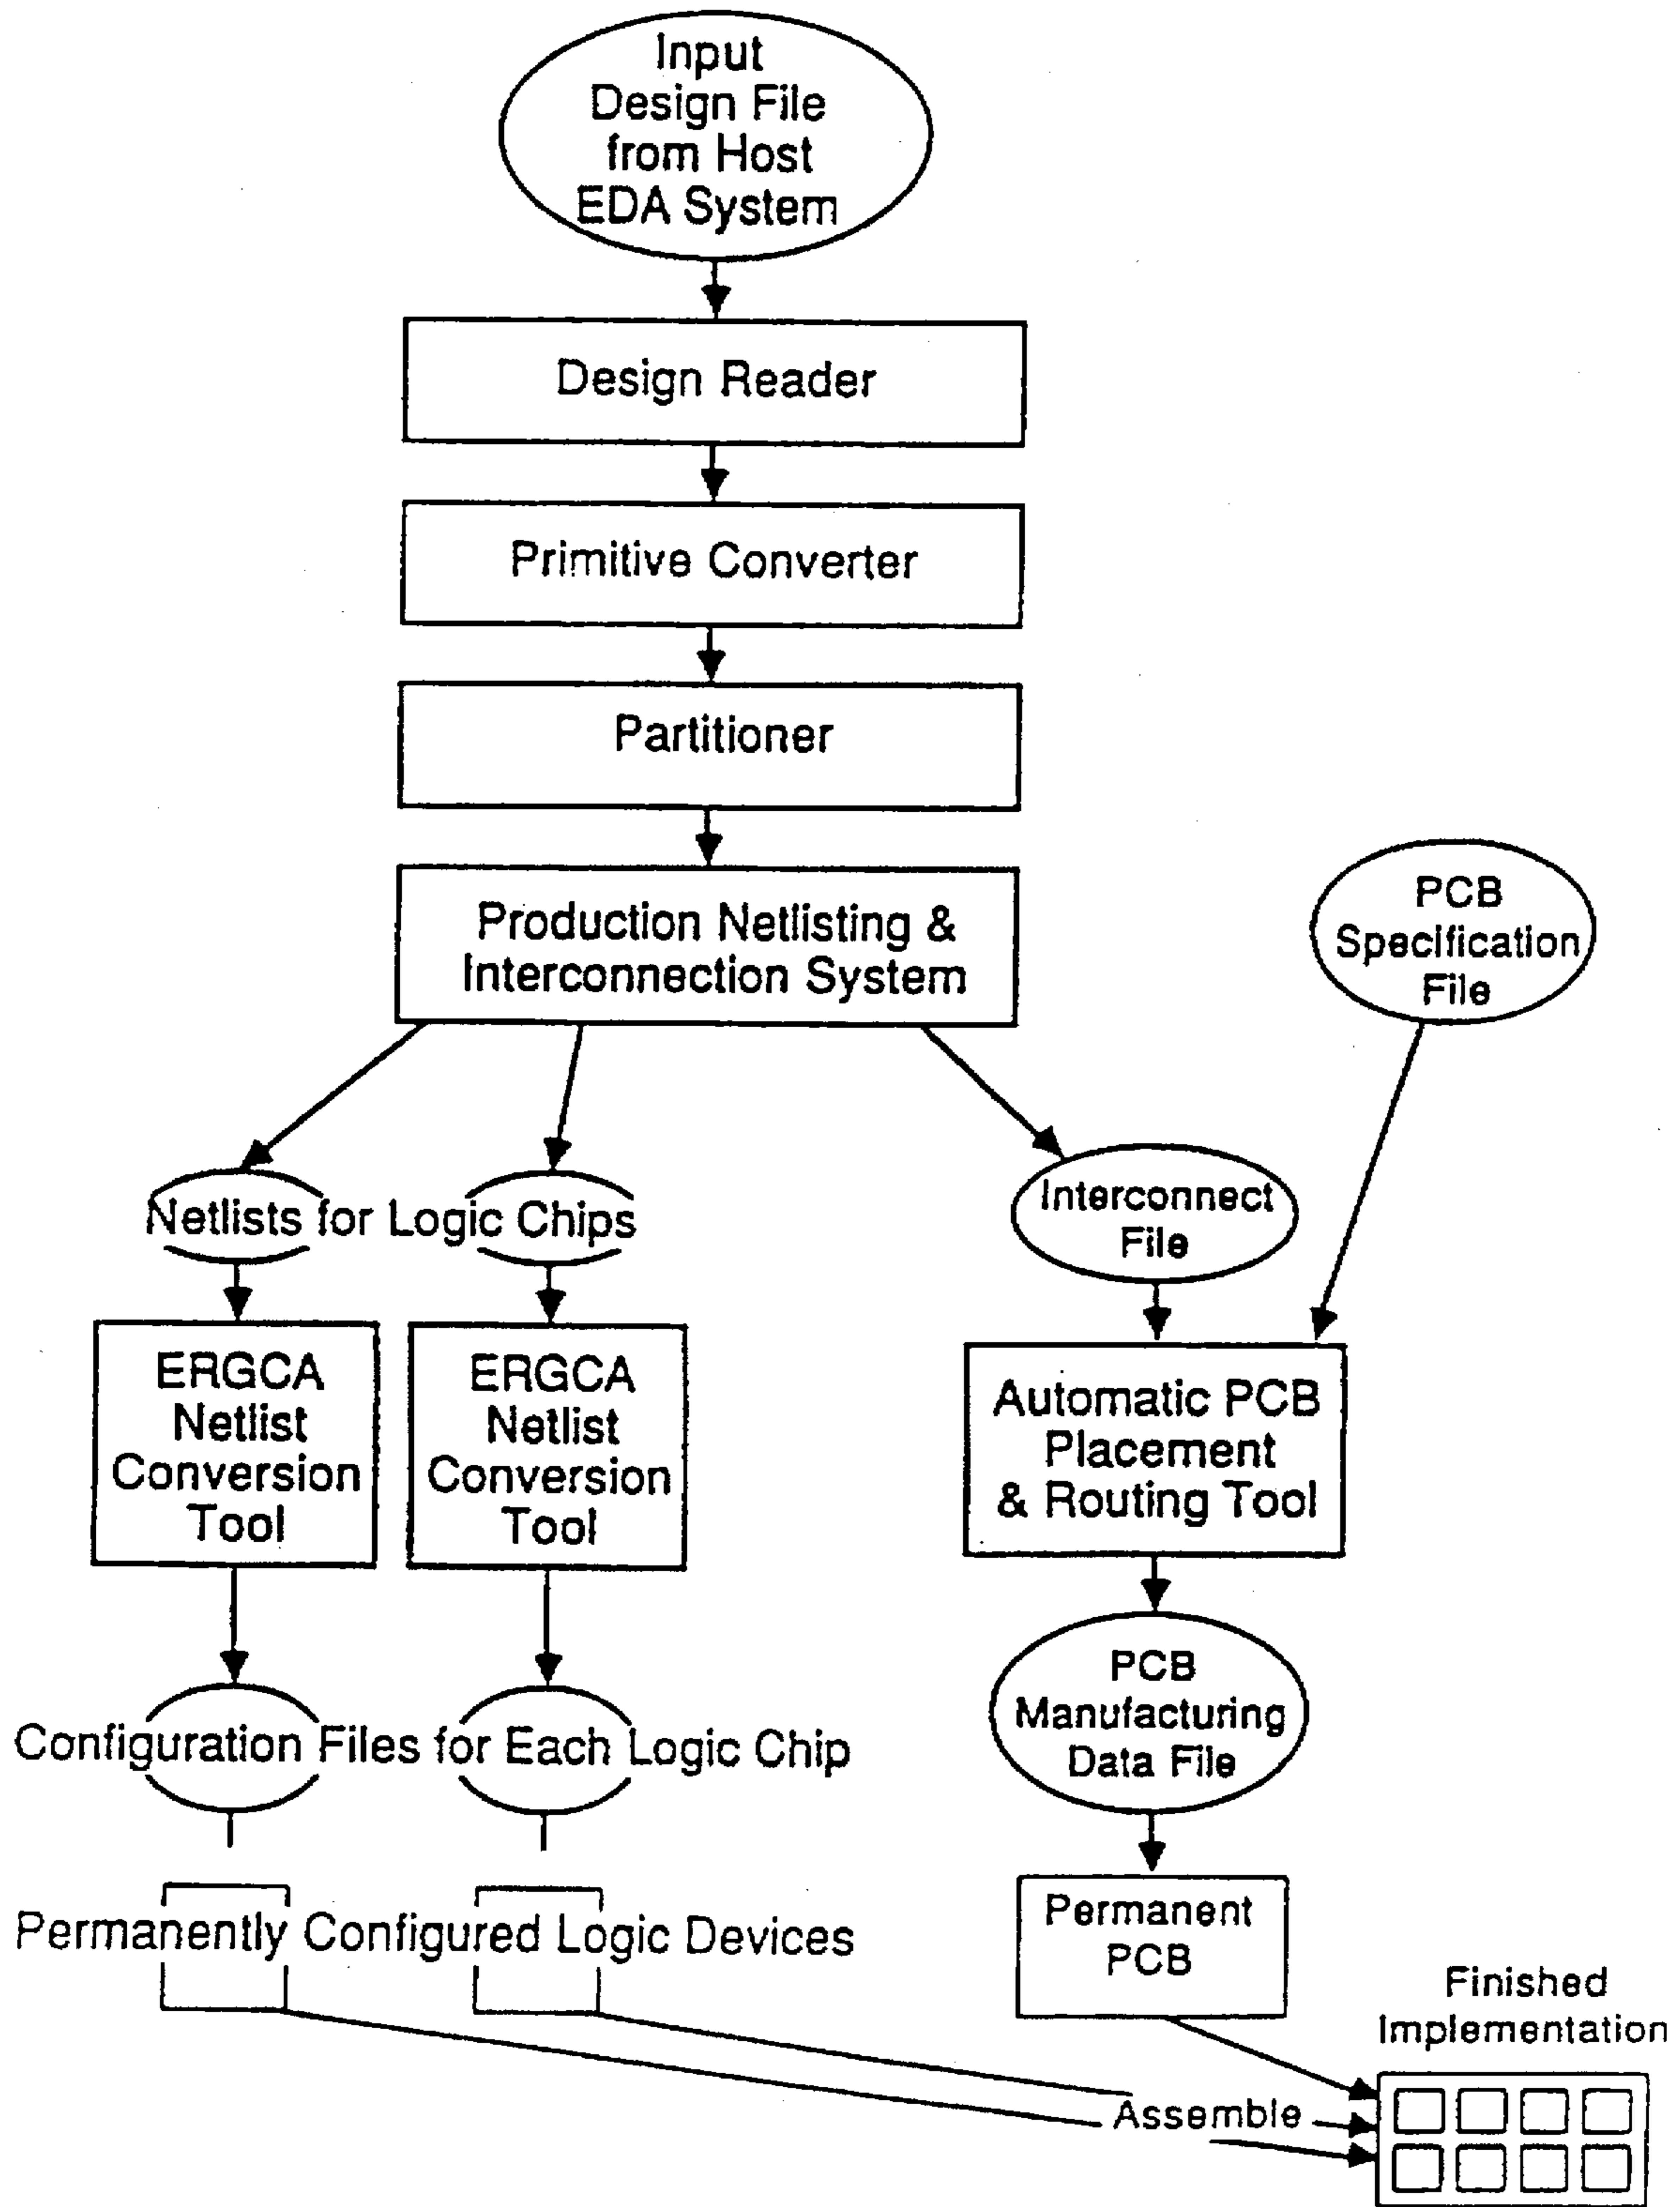 Input
Design File
from Host
EDA System
Design Reader
Primitive Converter
Partitioner
Production Netlisting &
Interconnection System
PCB
Specification
File
Netlists for Logic Chips
Interconnect
File
ERGCA
Netlist
Conversion
Tool
ERGCA
Netlist
Conversion
Tool
Automatic PCB
Placement
& Routing Tool
Configuration Files for Each Logic Chip
PCB
Manufacturing
Data File
Permanently Configured Logic Devices
Permanent
PCB
Finished
Implementation
Assemble